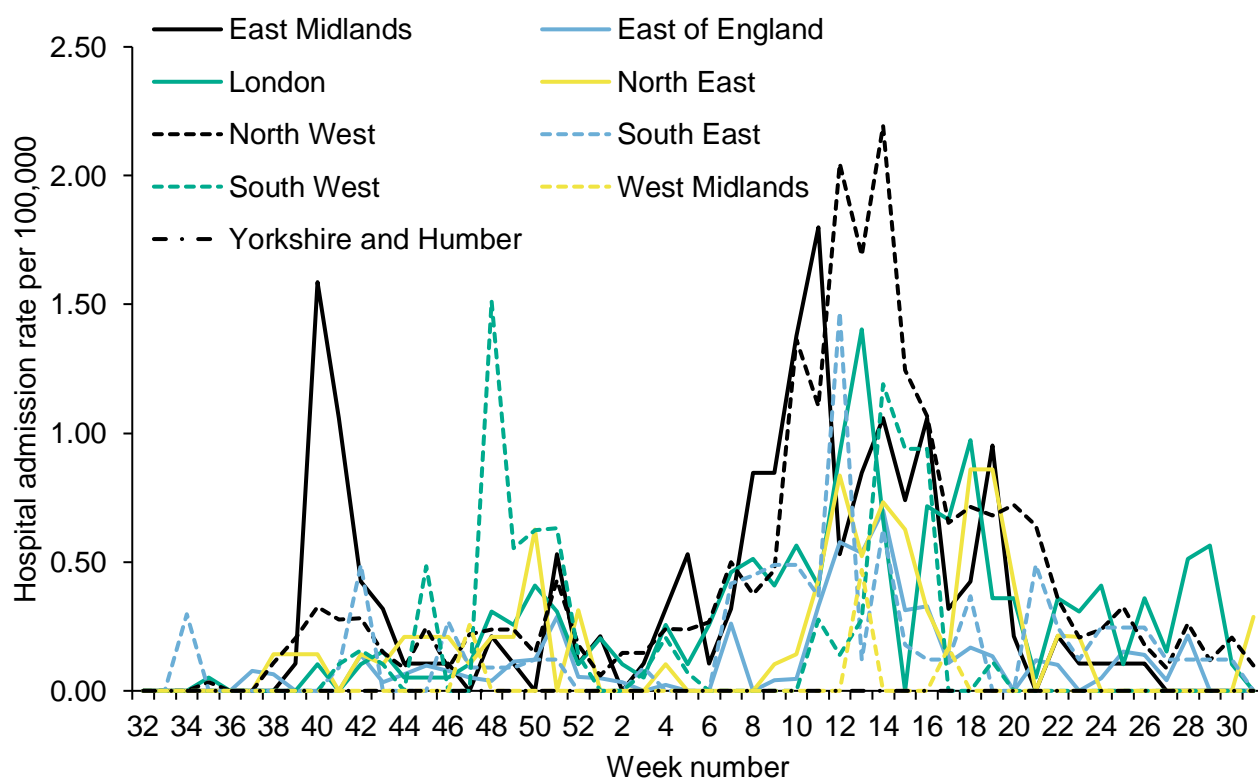 East Midlands East of England
London North East
North West South East
South West West Midlands
Yorkshire and Humber
Hospital admission rate per 100,000
2.50
2.00
1.50
1.00
0.50
0.00
32 34 36 38 40 42 44 46 48 50 52 2 4 6 8 10 12 14 16 18 20 22 24 26 28 30
Week number